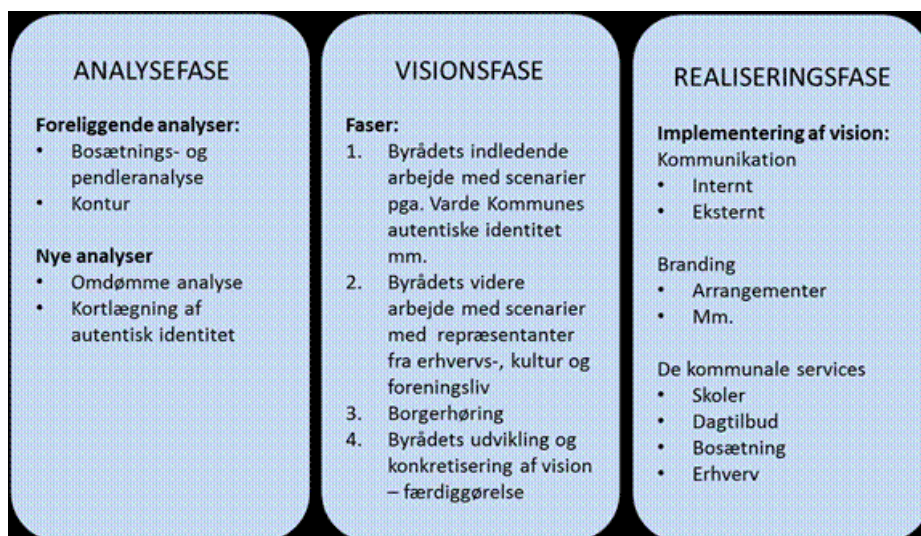 ANALYSEFASE
Foreliggende analyser:
• Bosætnings- og
pendleranalyse
• Kontur
Nye analyser
• Omdømme analyse
• Kortlægning af
autentisk identitet
VISIONSFASE
Faser:
1. Byrådets indledende
arbejde med scenarier
pga. Varde Kommunes
autentiske identitet
mm.
2. Byrådets videre
arbejde med scenarier
med repræsentanter
fra erhvervs-, kultur og
foreningsliv
3. Borgerhøring
4. Byrådets udvikling og
konkretisering af vision
– færdiggørelse
REALISERINGSFASE
Implementering af vision:
Kommunikation
• Internt
• Eksternt
Branding
• Arrangementer
• Mm.
De kommunale services
• Skoler
• Dagtilbud
• Bosætning
• Erhverv